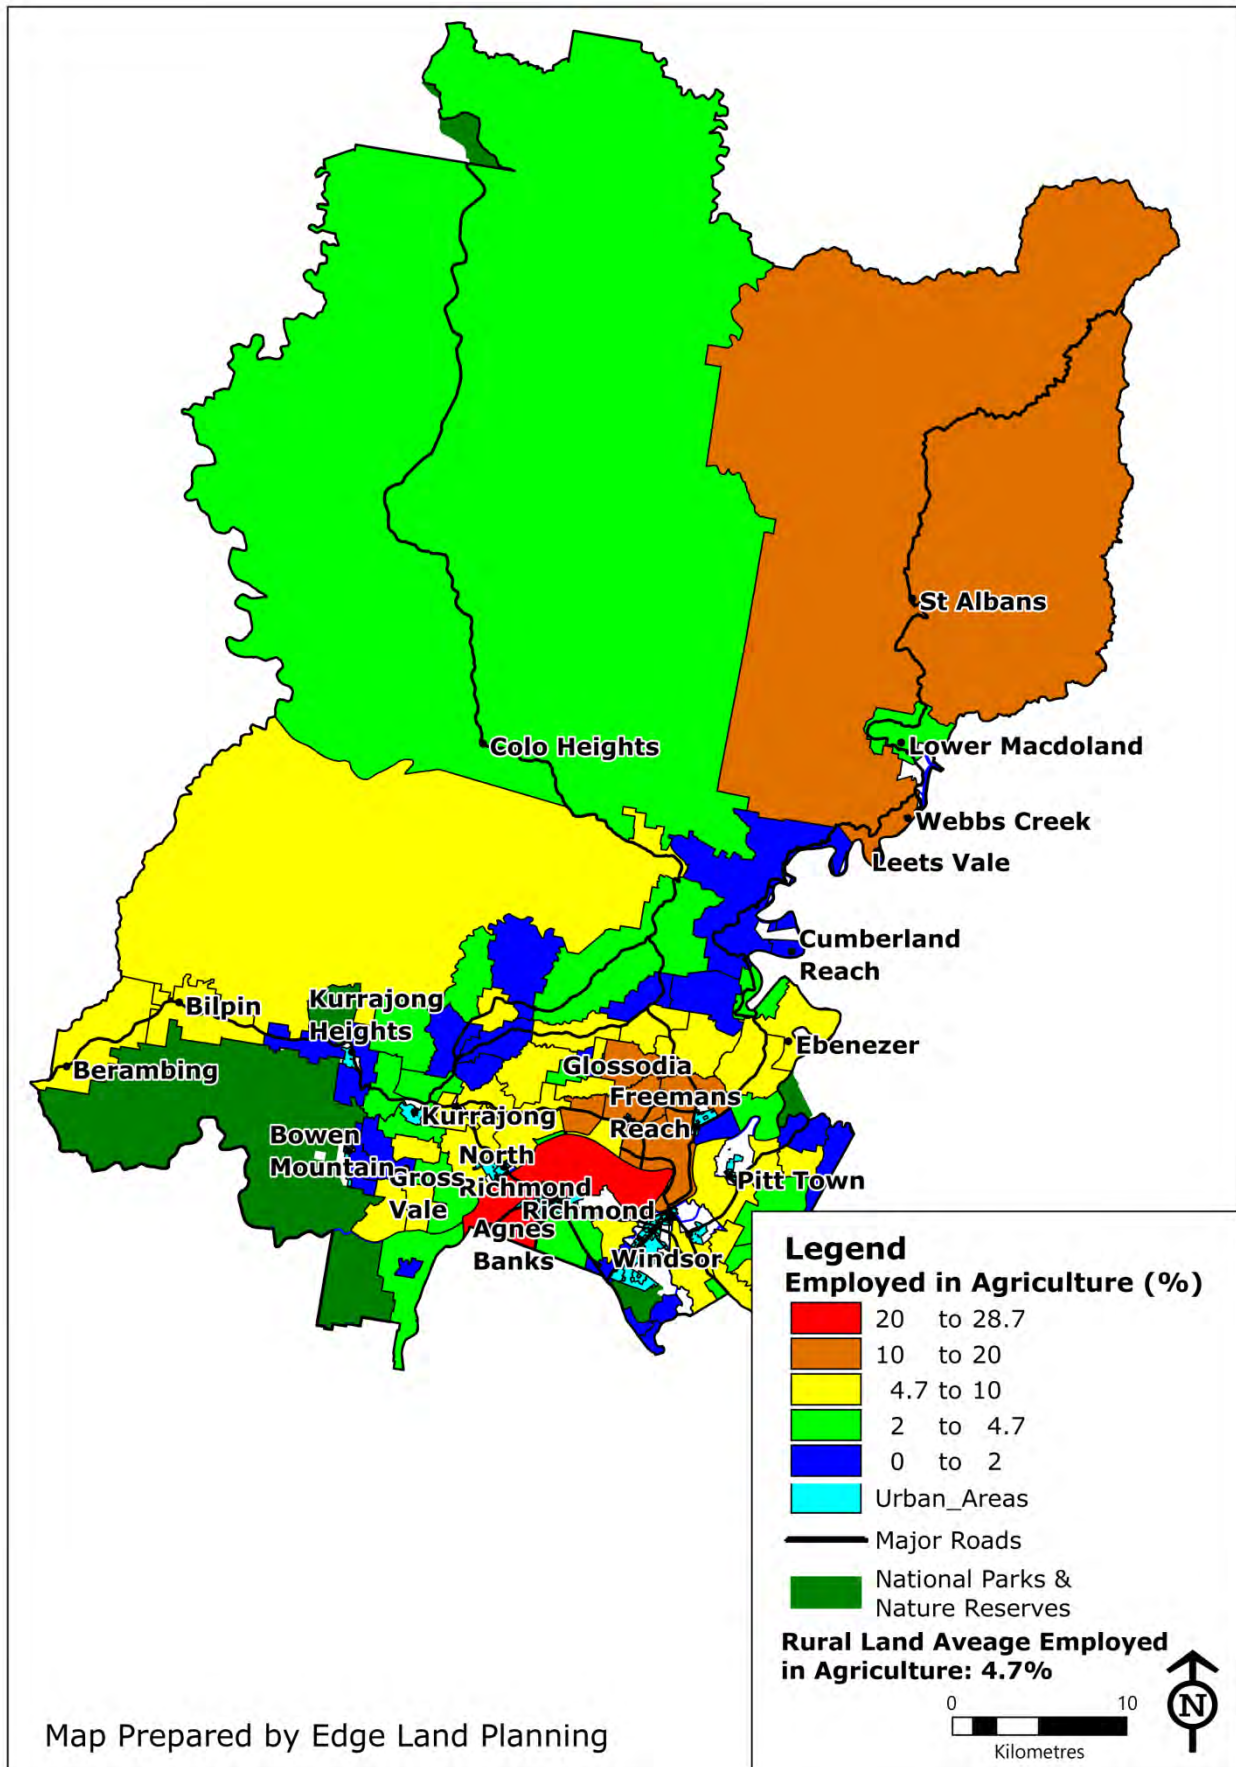 St Albans
Colo Heights
Lower Macdoland
Webbs Creek
Leets Vale
Cumberland
Reach
Bilpin
Kurrajong
Heights
Ebenezer
Berambing
Glossodia
Freemans
Reach
Kurrajong
Bowen
Mountain
North
Richmond
Gross
Vale
Pitt Town
Richmond
Agnes
Banks
Windsor
Legend
Employed in Agriculture (%)
20 to 28.7
10 to 20
4.7 to 10
2 to 4.7
0 to 2
Urban_Areas
Major Roads
National Parks &
Nature Reserves
Rural Land Aveage Employed
in Agriculture: 4.7%
0 10
Kilometres
N
Map Prepared by Edge Land Planning